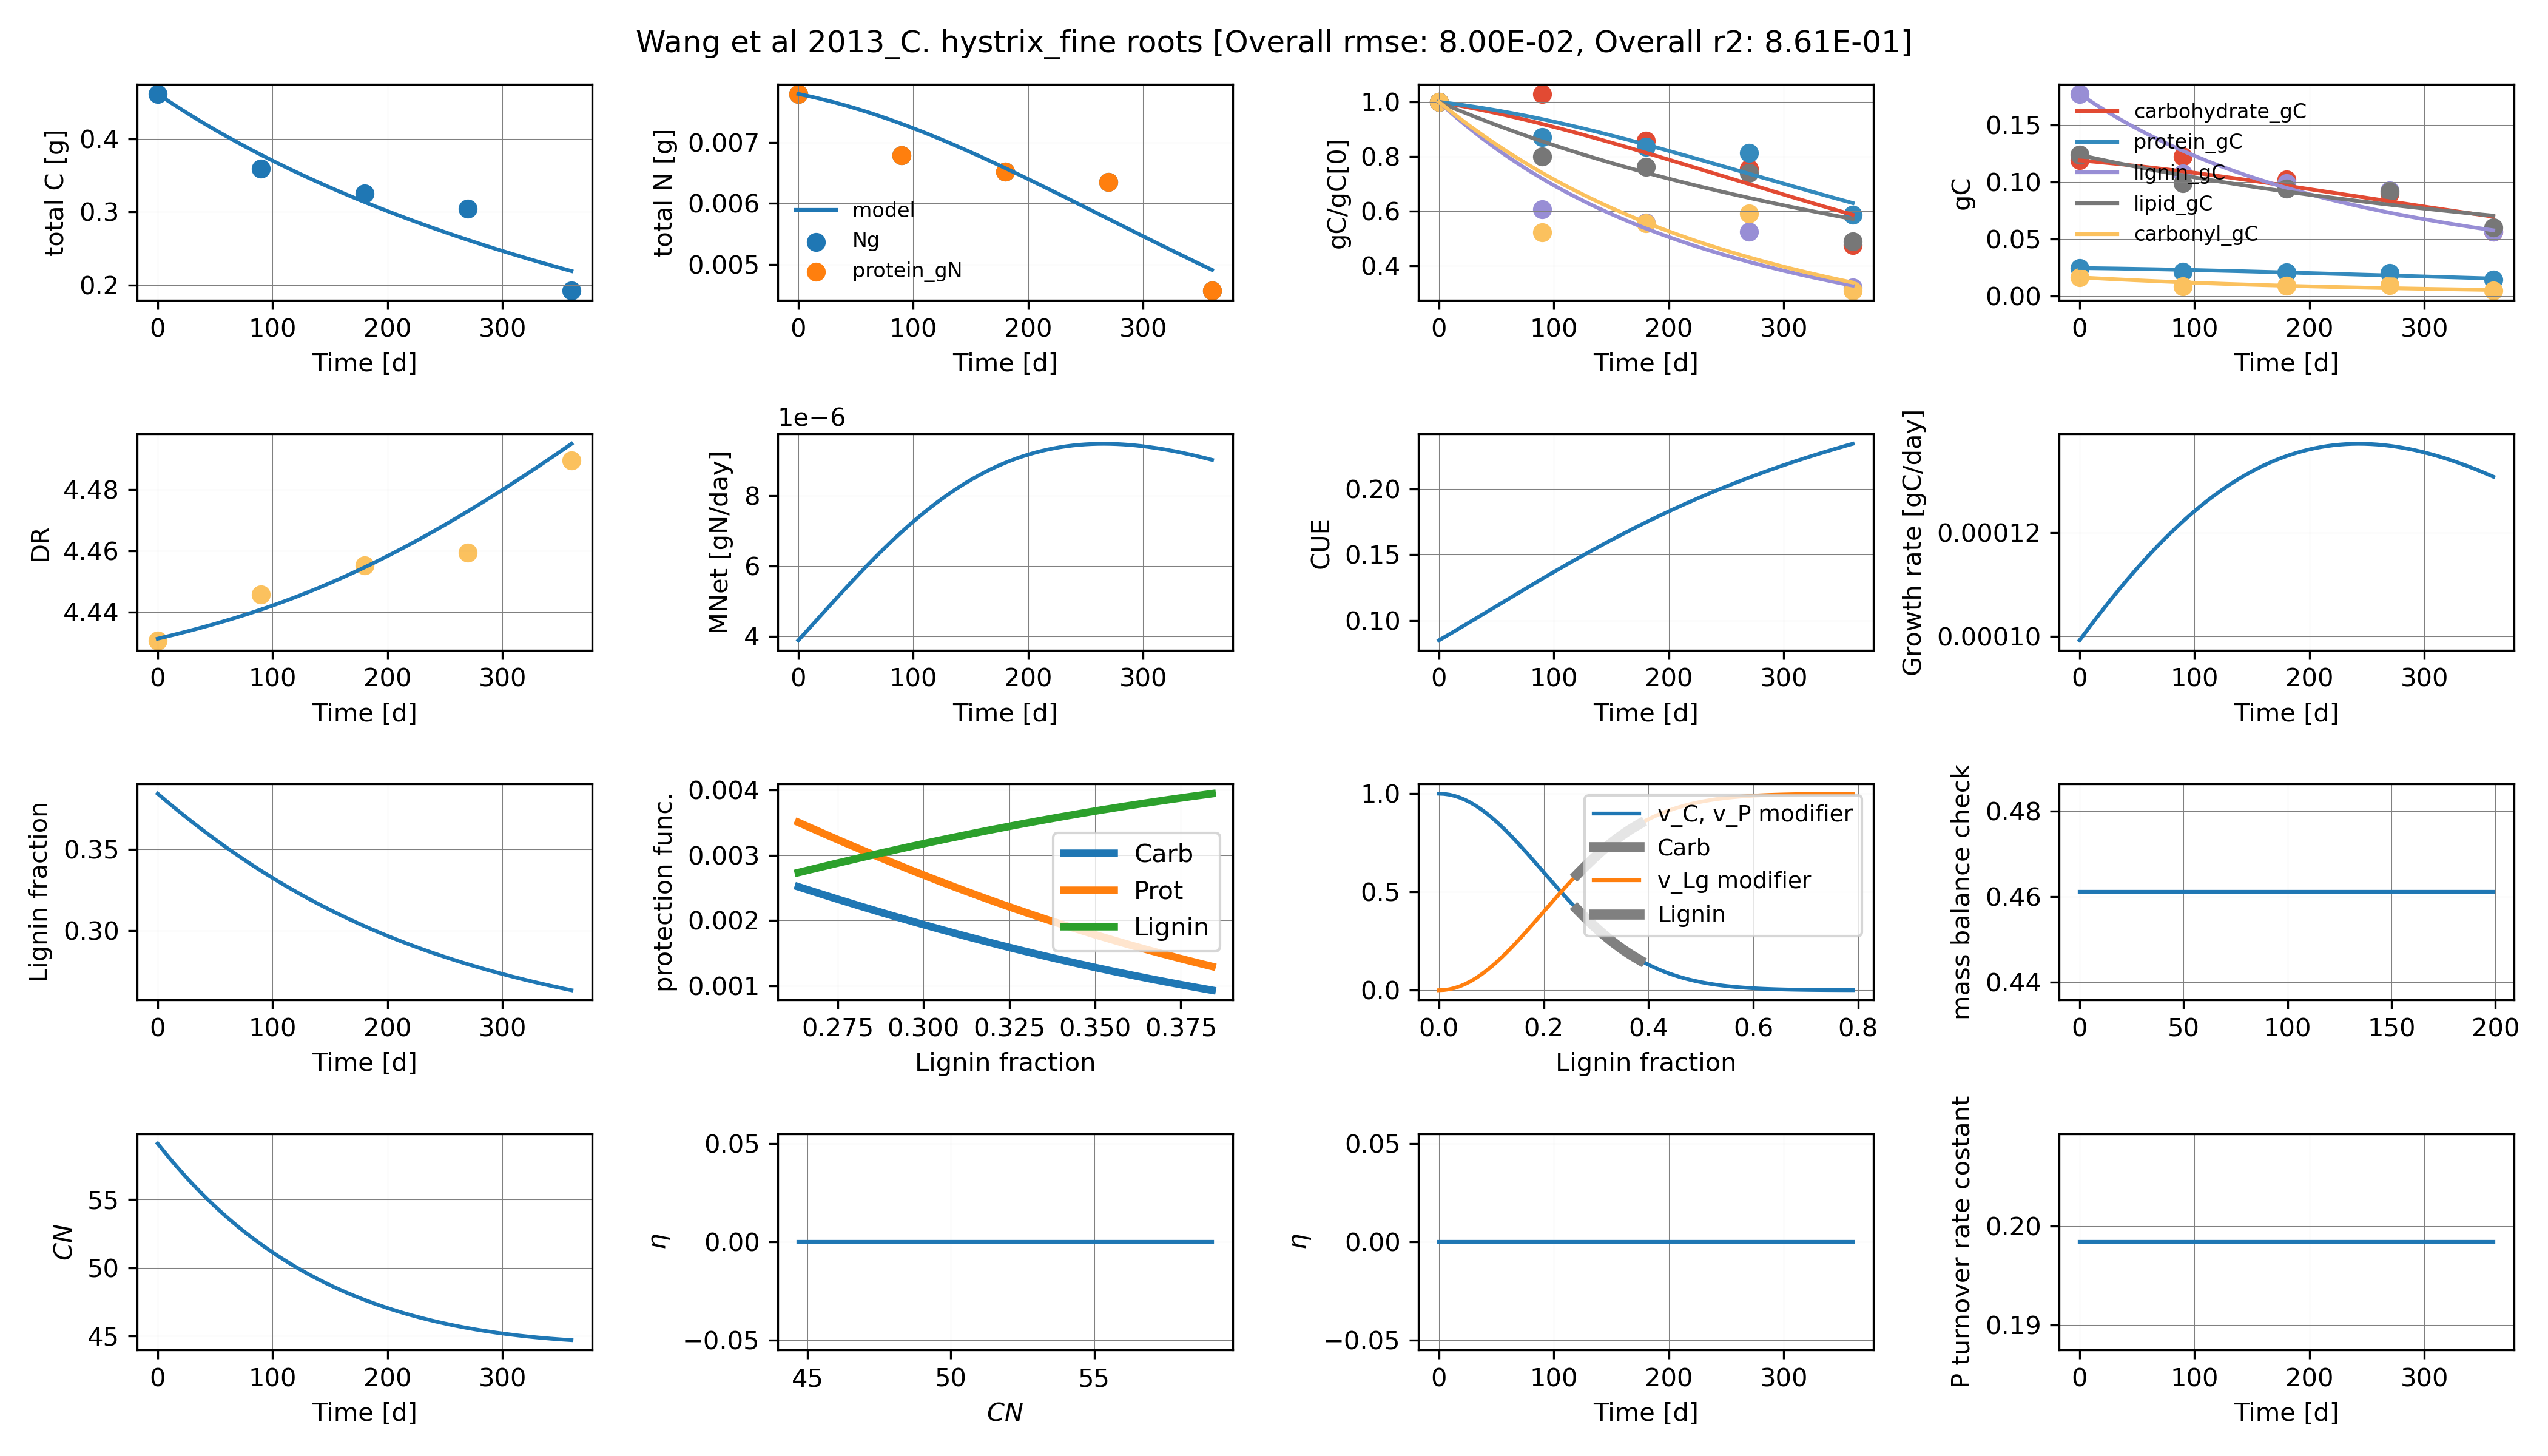 Wang et al 2013_C. hystrix_fine roots [Overall rmse: 8.00E-02, Overall r2: 8.61E-01]
total C [g]
0.4
0.3
0.2
0 100 200 300
Time [d]
total N [g]
0.007
0.006
0.005
model
Ng
protein_gN
0 100 200 300
Time [d]
gC/gC[0]
1.0
0.8
0.6
0.4
0 100 200 300
Time [d]
gC
0.15
0.10
0.05
0.00
carbohydrate_gC
protein_gC
lignin_gC
lipid_gC
carbonyl_gC
0 100 200 300
Time [d]
DR
4.48
4.46
4.44
0 100 200 300
Time [d]
1e−6
MNet [gN/day]
8
6
4
0 100 200 300
Time [d]
CUE
0.20
0.15
0.10
0 100 200 300
Time [d]
Growth rate [gC/day]
0.00012
0.00010
0 100 200 300
Time [d]
Lignin fraction
0.35
0.30
0 100 200 300
Time [d]
protection func.
0.004
0.003
0.002
0.001
Carb
Prot
Lignin
0.275 0.300 0.325 0.350 0.375
Lignin fraction
1.0
0.5
0.0
v_C, v_P modifier
Carb
v_Lg modifier
Lignin
0.0 0.2 0.4 0.6 0.8
Lignin fraction
mass balance check
0.48
0.46
0.44
0 50 100 150 200
CN
55
50
45
0 100 200 300
Time [d]
η
0.05
0.00
−0.05
45 50 55
CN
η
0.05
0.00
−0.05
0 100 200 300
Time [d]
P turnover rate costant
0.20
0.19
0 100 200 300
Time [d]